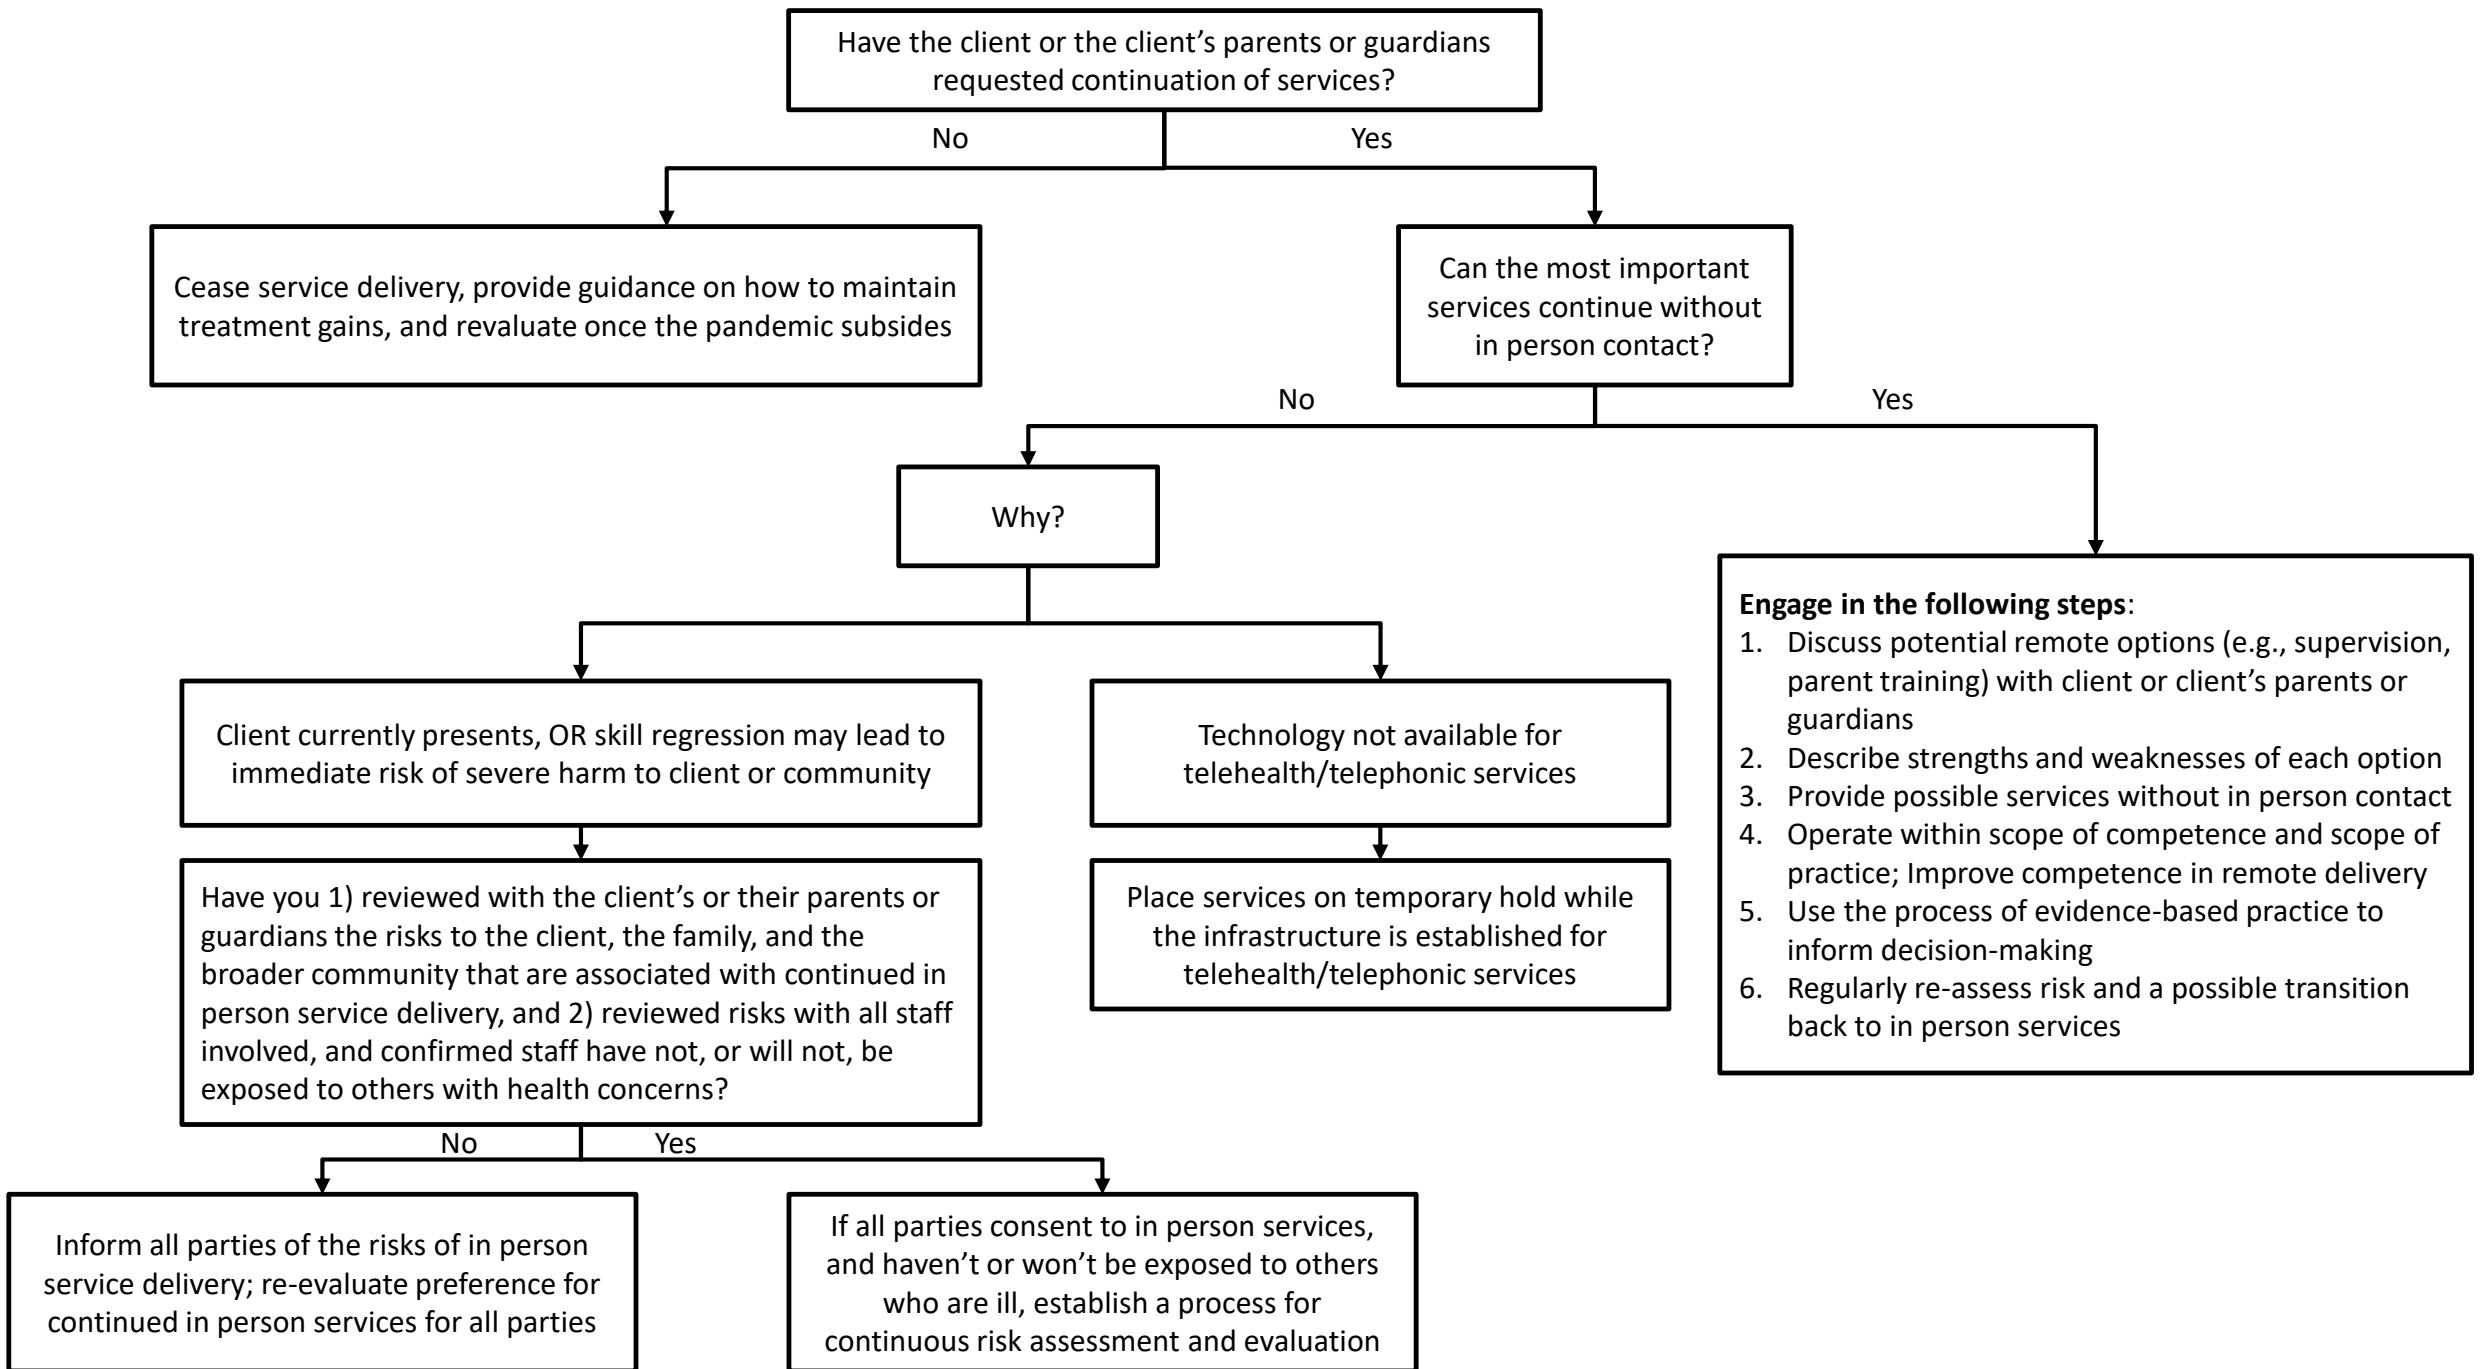 Have the client or the client’s parents or guardians
requested continuation of services?
No
Yes
Cease service delivery, provide guidance on how to maintain
treatment gains, and revaluate once the pandemic subsides
Can the most important
services continue without
in person contact?
No
Yes
Why?
Engage in the following steps:
1. Discuss potential remote options (e.g., supervision,
parent training) with client or client’s parents or
guardians
2. Describe strengths and weaknesses of each option
3. Provide possible services without in person contact
4. Operate within scope of competence and scope of
practice; Improve competence in remote delivery
5. Use the process of evidence-based practice to
inform decision-making
6. Regularly re-assess risk and a possible transition
back to in person services
Client currently presents, OR skill regression may lead to
immediate risk of severe harm to client or community
Technology not available for
telehealth/telephonic services
Have you 1) reviewed with the client’s or their parents or
guardians the risks to the client, the family, and the
broader community that are associated with continued in
person service delivery, and 2) reviewed risks with all staff
involved, and confirmed staff have not, or will not, be
exposed to others with health concerns?
Place services on temporary hold while
the infrastructure is established for
telehealth/telephonic services
No
Yes
Inform all parties of the risks of in person
service delivery; re-evaluate preference for
continued in person services for all parties
If all parties consent to in person services,
and haven’t or won’t be exposed to others
who are ill, establish a process for
continuous risk assessment and evaluation